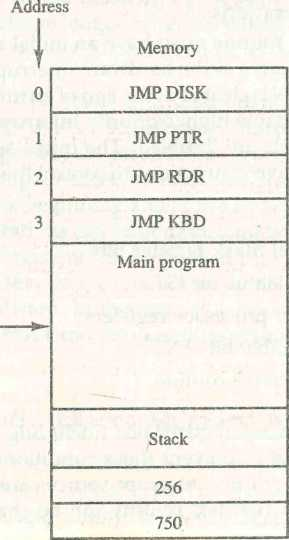 Address
Memory
0 JMP DISK
1 JMP PTR
2 JMP RDR
3 JMP KBD
Main program
Stack
256
750